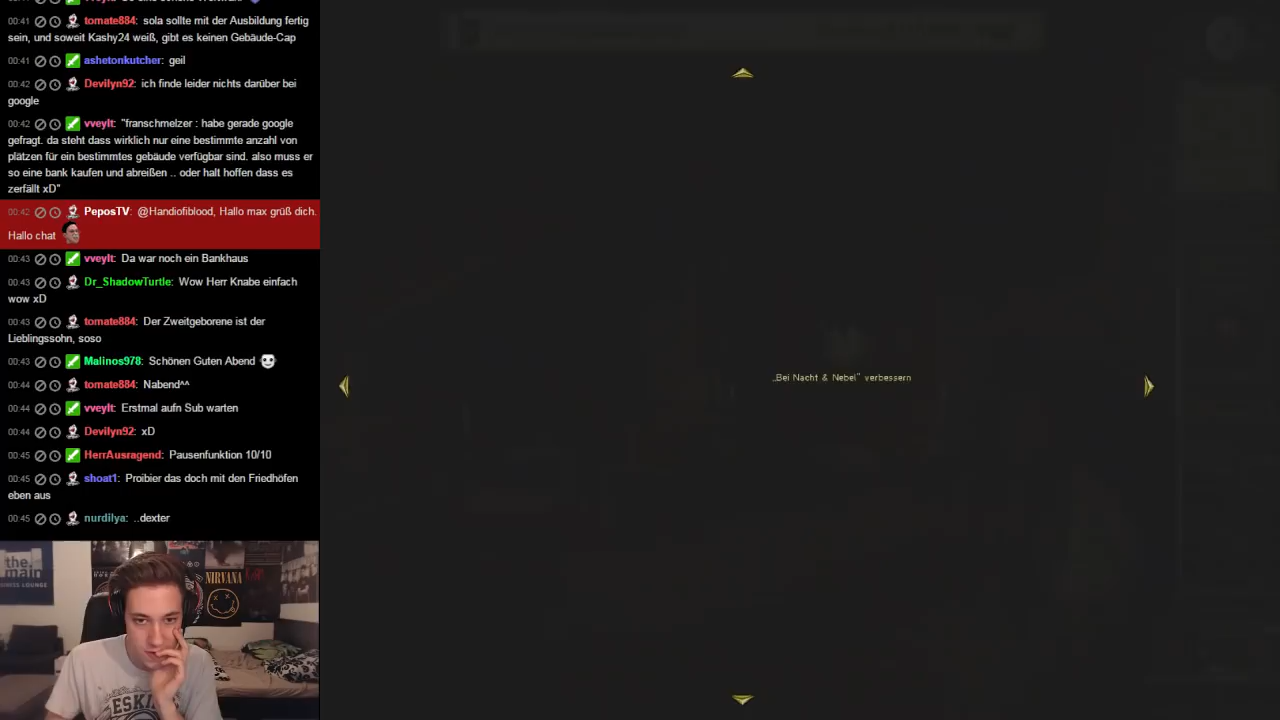 00:41 tomate884: sola sollte mit der Ausbildung fertig
sein, und soweit Kashy24 weiß, gibt es keinen Gebäude-Cap
00:41 ashetonkutcher: geil
00:42 Devilyn92: ich finde leider nichts darüber bei
google
00:42 vveylt: "franschmelzer : habe gerade google
gefragt. da steht dass wirklich nur eine bestimmte anzahl von
plätzen für ein bestimmtes gebäude verfügbar sind. also muss er
so eine bank kaufen und abreißen .. oder halt hoffen dass es
zerfällt xD"
00:42 PeposTV: @Handiofiblood, Hallo max grüß dich.
Hallo chat
00:43 vveylt: Da war noch ein Bankhaus
00:43 Dr_ShadowTurtle: Wow Herr Knabe einfach
wow xD
00:43 tomate884: Der Zweitgeborene ist der
Lieblingssohn, soso
00:43 Malinos978: Schönen Guten Abend
00:44 tomate884: Nabend^^
00:44 vveylt: Erstmal aufn Sub warten
00:44 Devilyn92: xD
00:45 HerrAusragend: Pausenfunktion 10/10
00:45 shoat1: Proibier das doch mit den Friedhöfen
eben aus
00:45 nurdilya: ..dexter
„Bei Nacht & Nebel" verbessern
the
main
NIRVANA